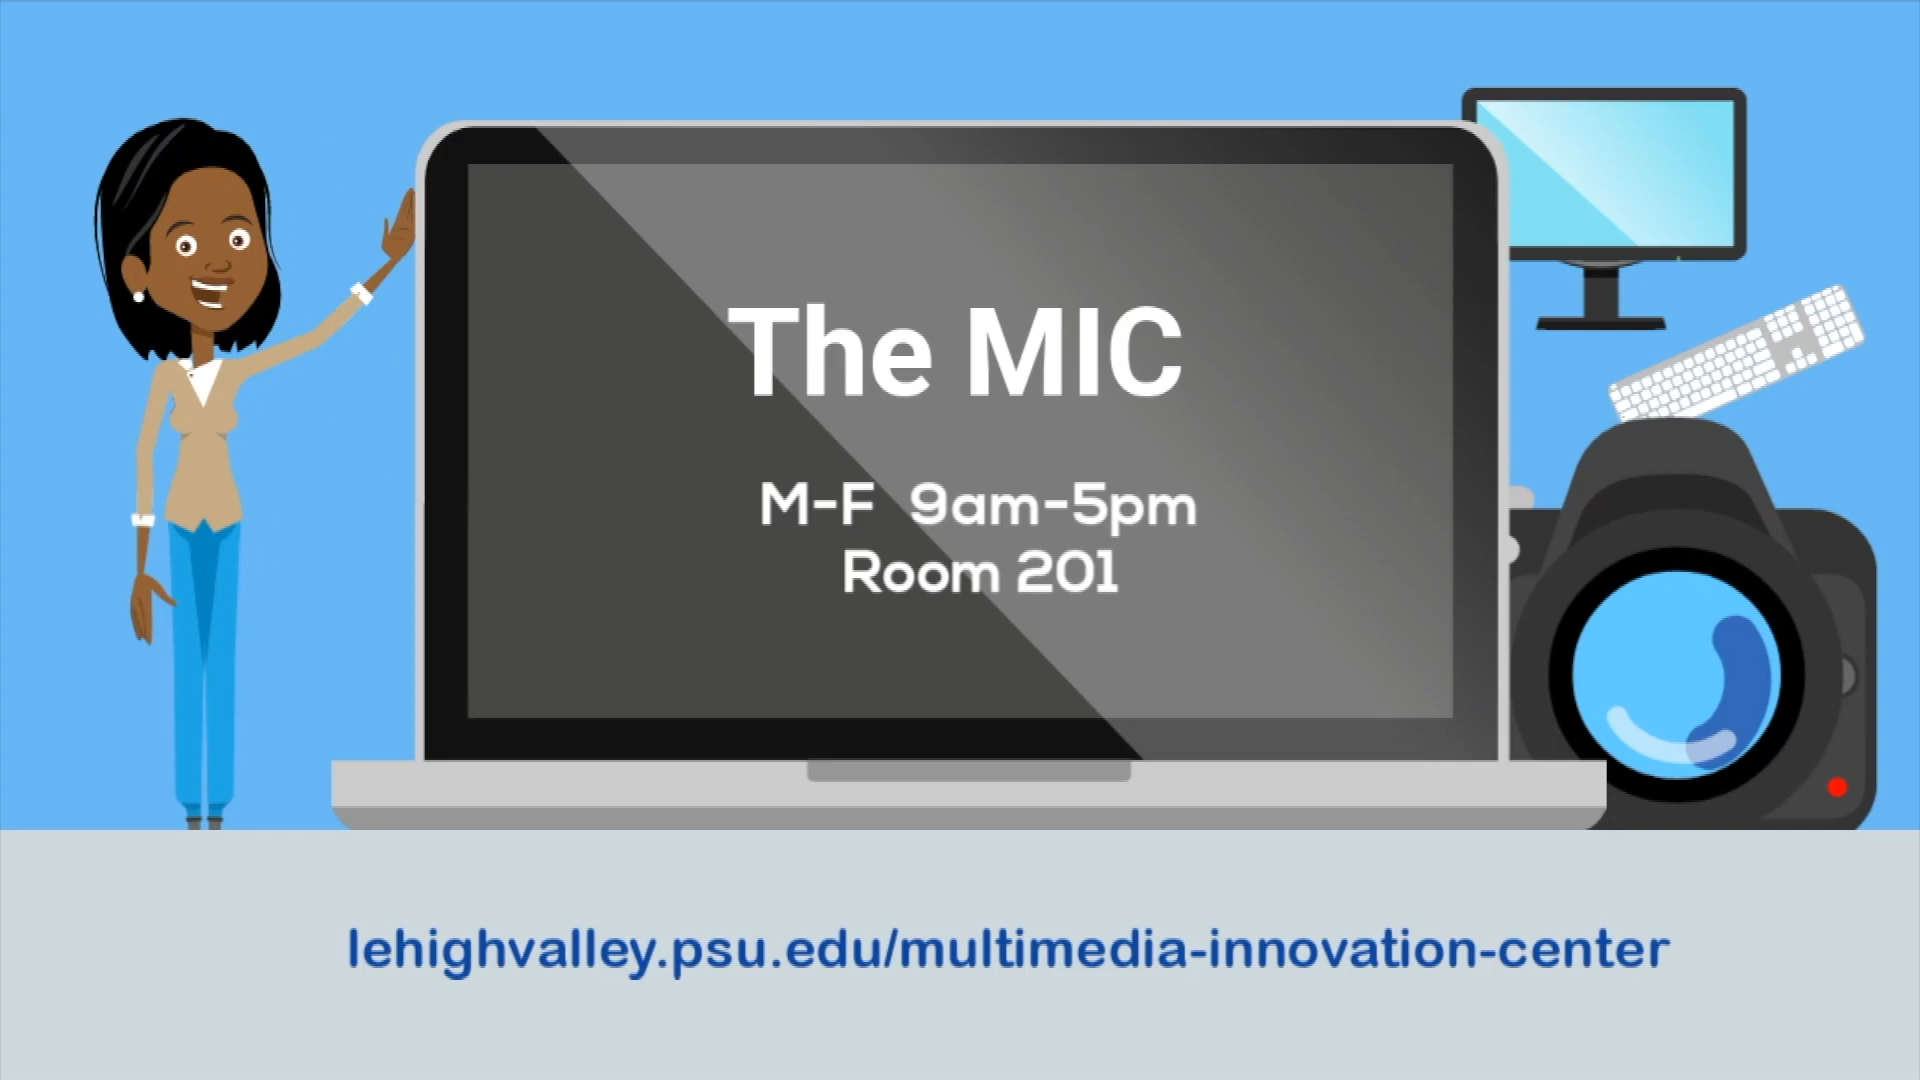 The MIC
M-F 9am-5pm
Room 201
lehighvalley.psu.edu/multimedia-innovation-center